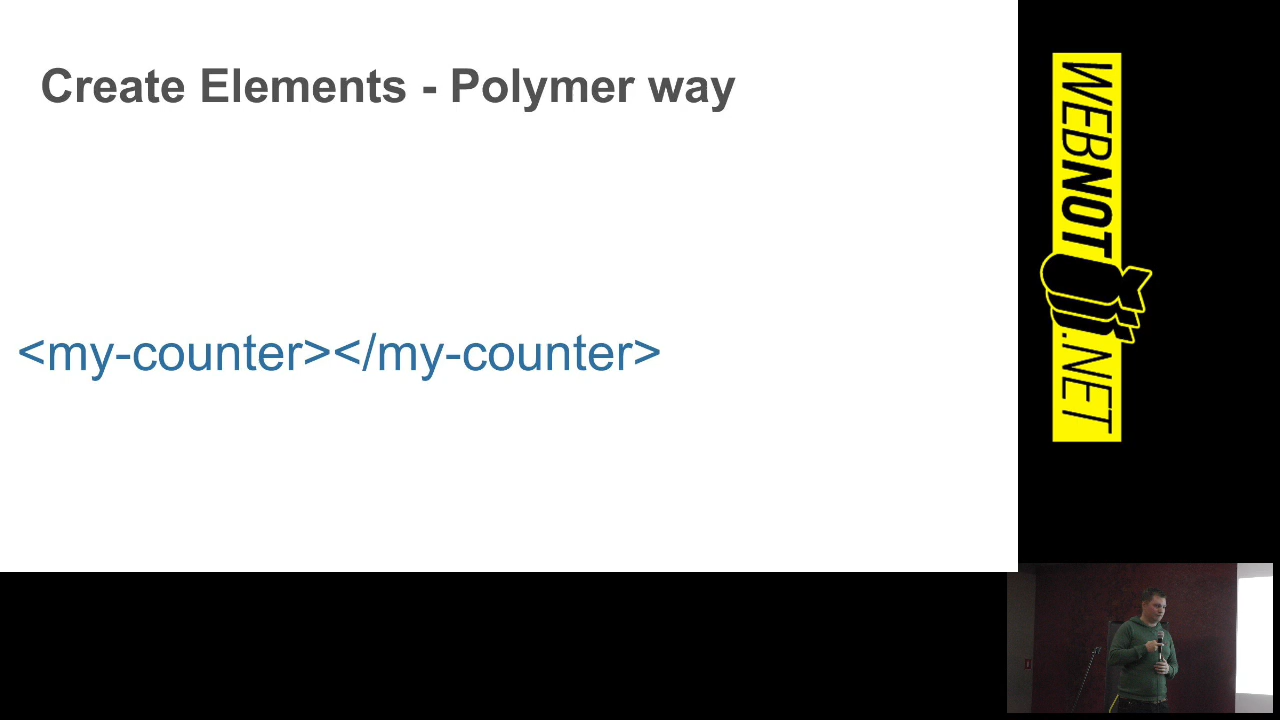 Create Elements - Polymer way
<my-counter></my-counter>
WEBNOT
.NET